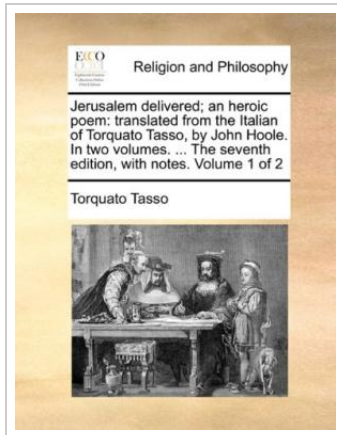 ECCO
Religion and Philosophy
Jerusalem delivered; an heroic
poem: translated from the Italian
of Torquato Tasso, by John Hoole.
In two volumes. ... The seventh
edition, with notes. Volume 1 of 2
Torquato Tasso